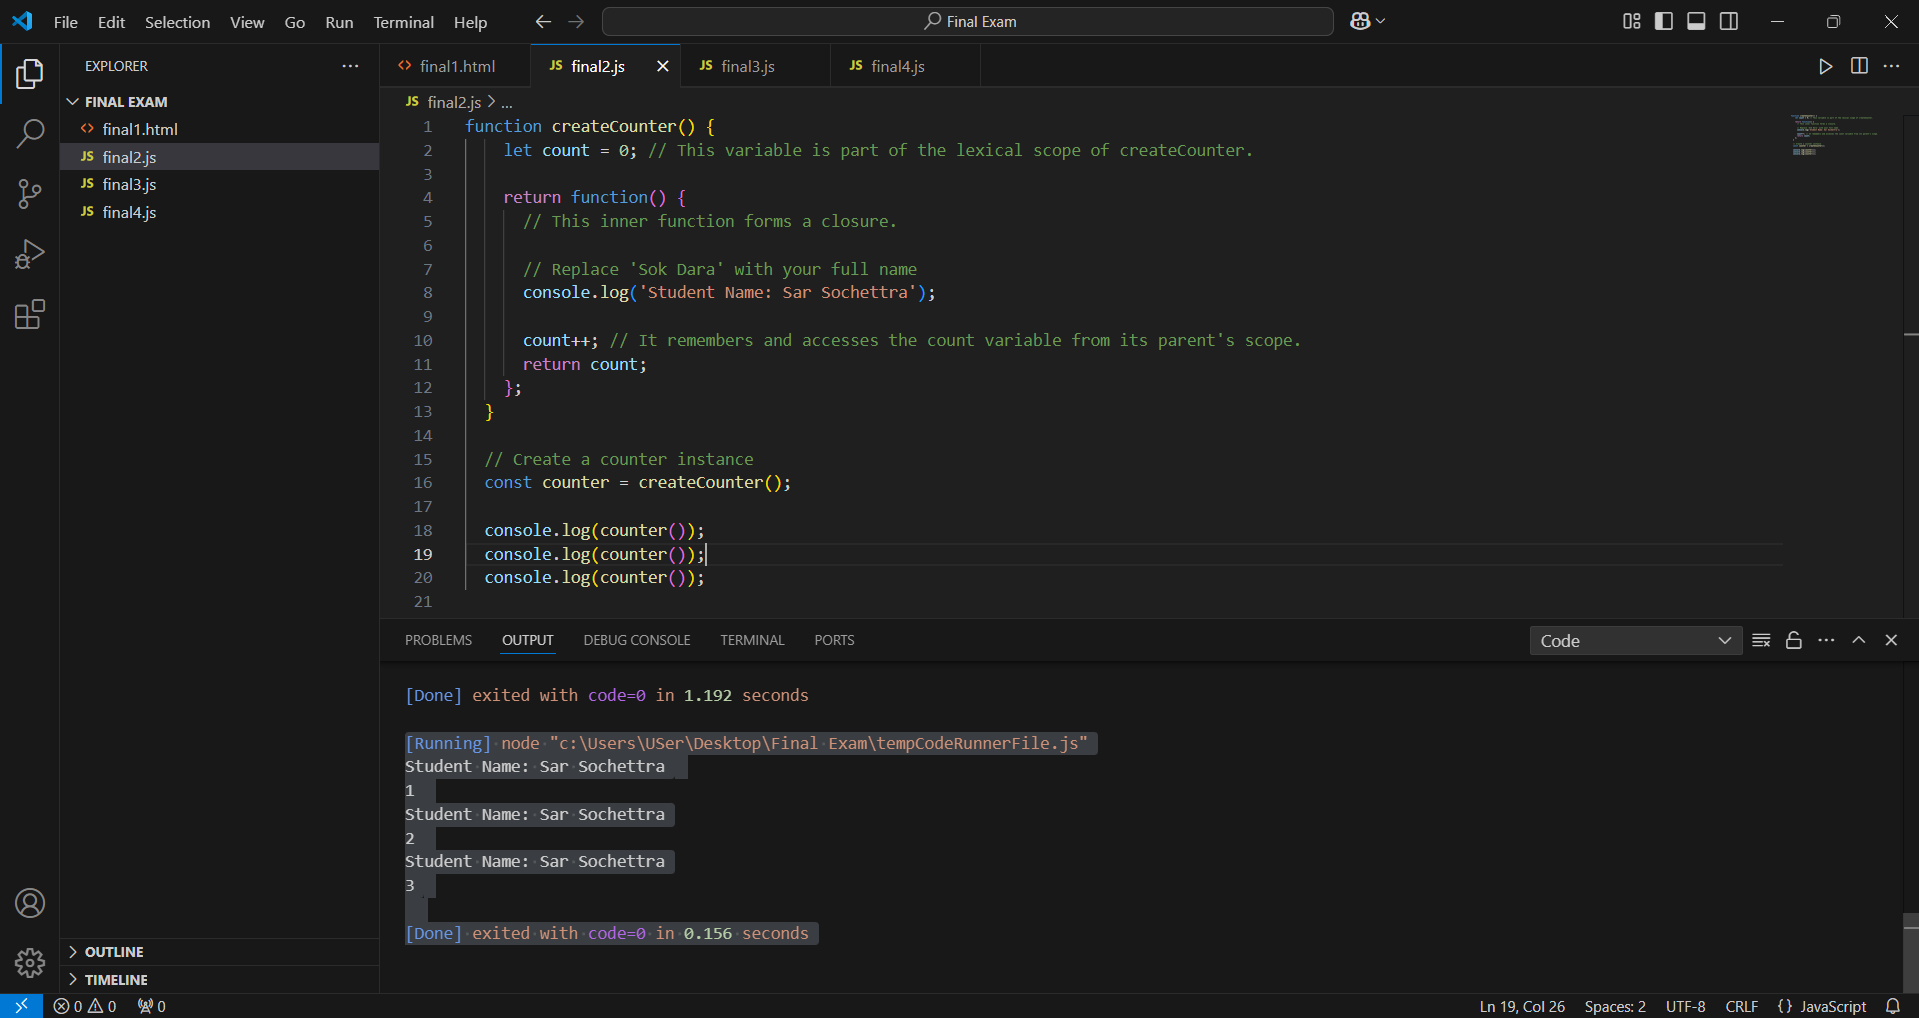 File Edit Selection View Go Run Terminal Help
Final Exam
EXPLORER
FINAL EXAM
final1.html
JS final2.js
JS final3.js
JS final4.js
OUTLINE
TIMELINE
final1.html
JS final2.js
JS final3.js
JS final4.js
JS final2.js > ...
1 function createCounter() {
2 let count = 0; // This variable is part of the lexical scope of createCounter.
3
4 return function() {
5 // This inner function forms a closure.
6
7 // Replace 'Sok Dara' with your full name
8 console.log('Student Name: Sar Sochettra');
9
10 count++; // It remembers and accesses the count variable from its parent's scope.
11 return count;
12 };
13 }
14
15 // Create a counter instance
16 const counter = createCounter();
17
18 console.log(counter());
19 console.log(counter());
20 console.log(counter());
21
PROBLEMS OUTPUT DEBUG CONSOLE TERMINAL PORTS
Code
[Done] exited with code=0 in 1.192 seconds
[Running] node "c:\Users\USer\Desktop\Final Exam\tempCodeRunnerFile.js"
Student Name: Sar Sochettra
1
Student Name: Sar Sochettra
2
Student Name: Sar Sochettra
3
[Done] exited with code=0 in 0.156 seconds
0 0 0
Ln 19, Col 26 Spaces: 2 UTF-8 CRLF {} JavaScript